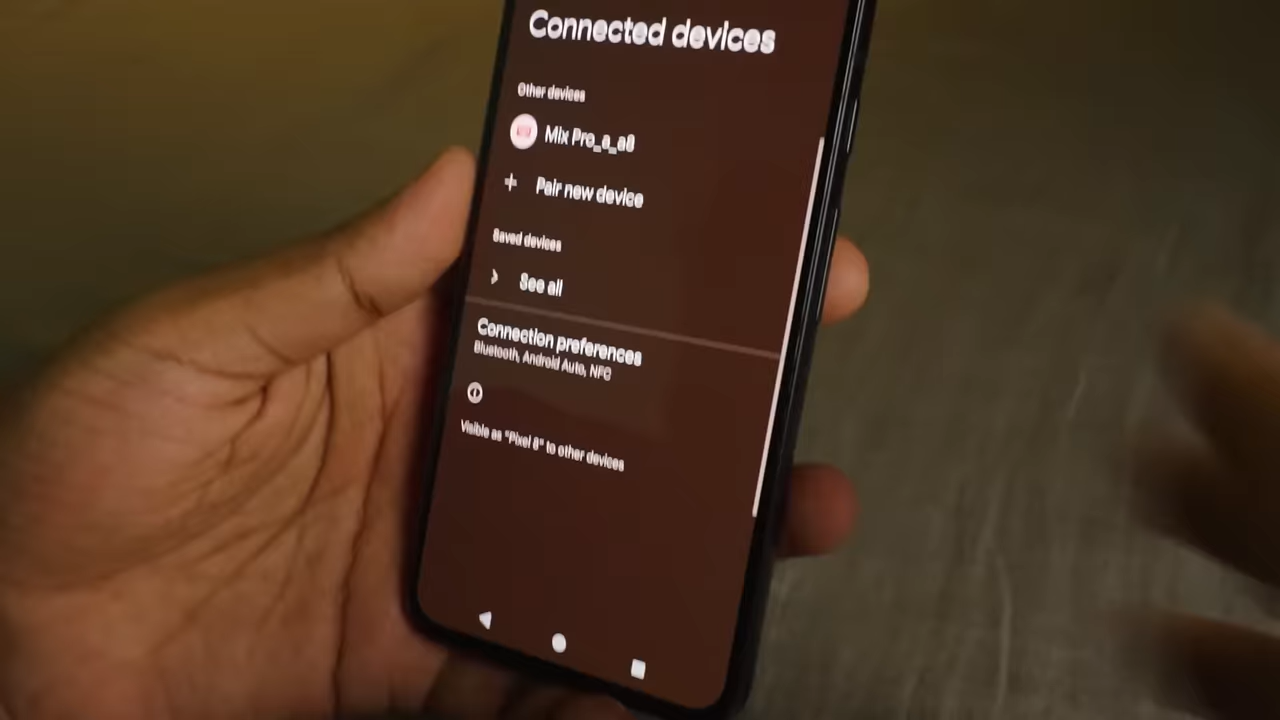 Connected devices
Other devices
Mix Pro_a_a8
Pair new device
Saved devices
See all
Connection preferences
Bluetooth, Android Auto, NFC
Visible as "Pixel 8" to other devices